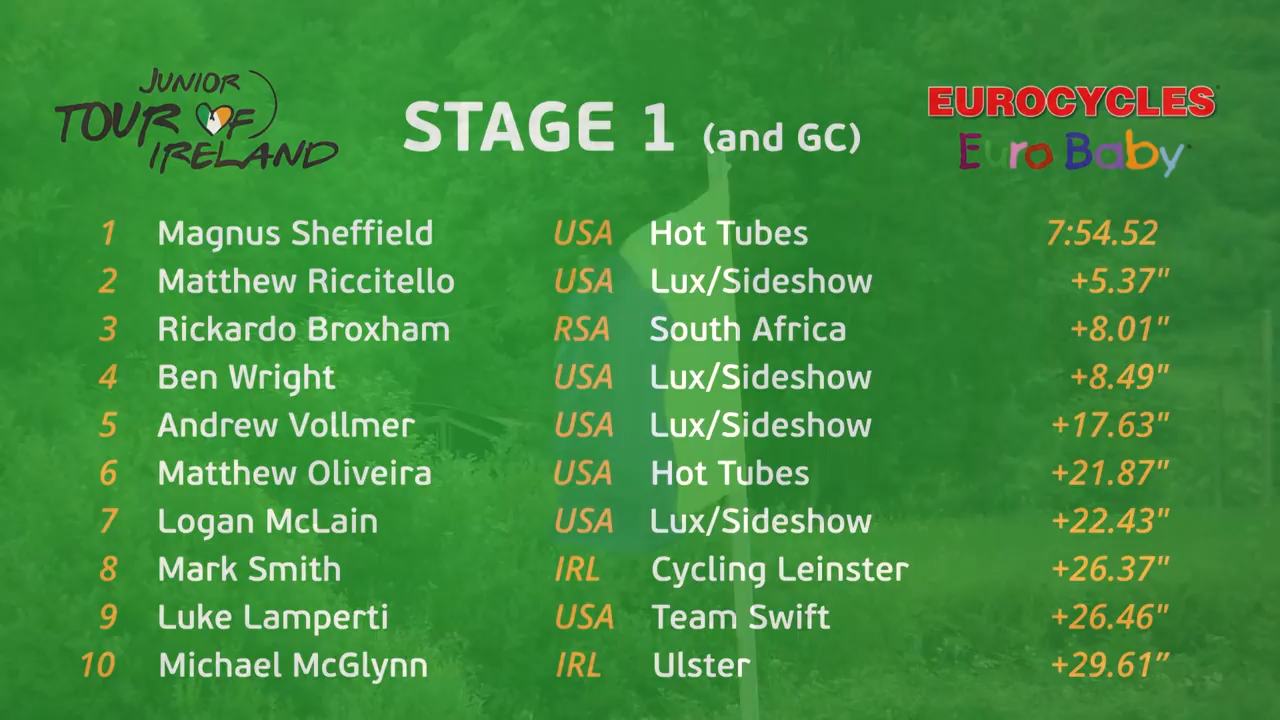 JUNIOR
TOUR OF
IRELAND
STAGE 1 (and GC)
EUROCYCLES
Euro Baby
1 Magnus Sheffield USA Hot Tubes 7:54.52
2 Matthew Riccitello USA Lux/Sideshow +5.37"
3 Rickardo Broxham RSA South Africa +8.01"
4 Ben Wright USA Lux/Sideshow +8.49"
5 Andrew Vollmer USA Lux/Sideshow +17.63"
6 Matthew Oliveira USA Hot Tubes +21.87"
7 Logan McLain USA Lux/Sideshow +22.43"
8 Mark Smith IRL Cycling Leinster +26.37"
9 Luke Lamperti USA Team Swift +26.46"
10 Michael McGlynn IRL Ulster +29.61”